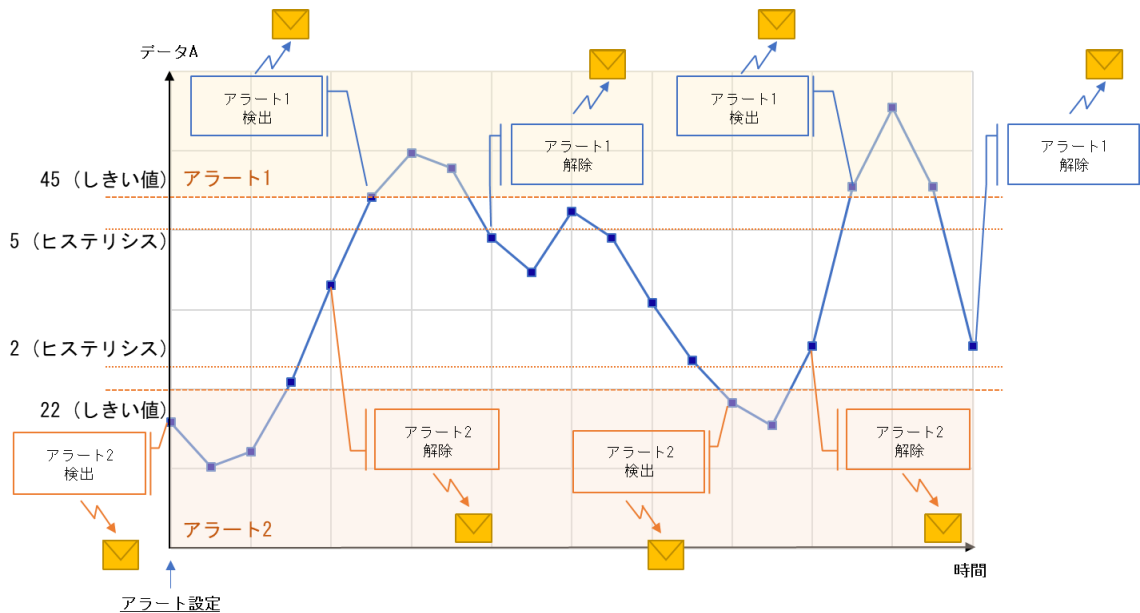 データA
アラート1
検出
アラート1
解除
アラート1
検出
アラート1
解除
45 (しきい値)
アラート1
5 (ヒステリシス)
2 (ヒステリシス)
22 (しきい値)
アラート2
検出
アラート2
解除
アラート2
検出
アラート2
解除
アラート2
時間
アラート設定